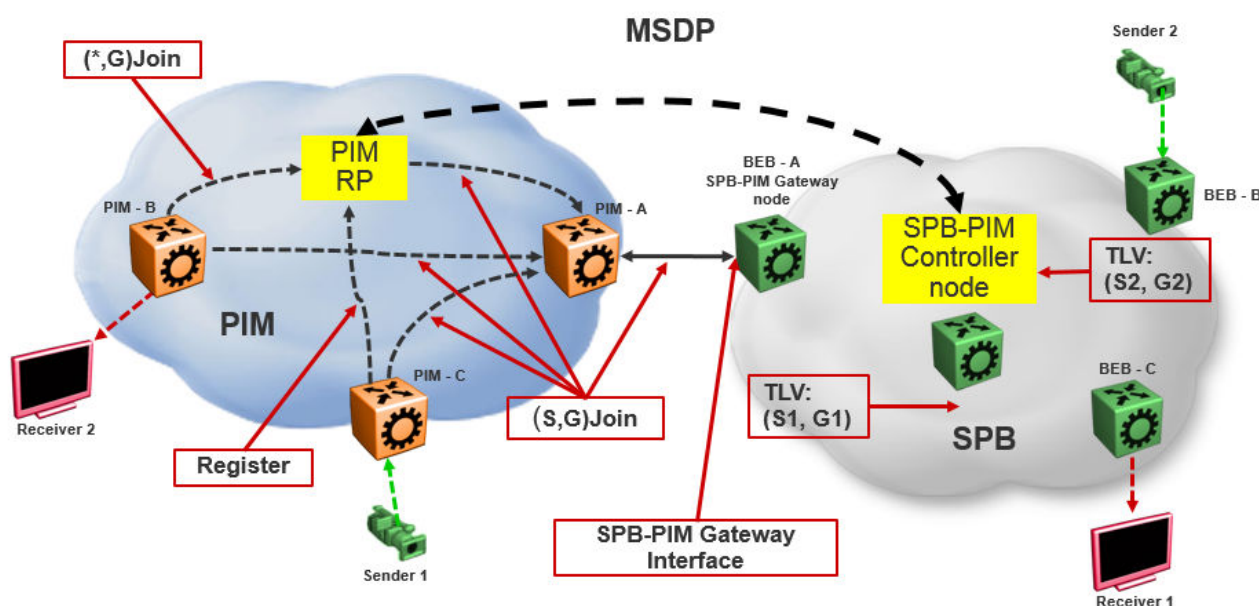 MSDP
Sender 2
(*,G)Join
PIM
RP
BEB - A
SPB-PIM Gateway
node
PIM - B
PIM - A
BEB - B
SPB-PIM
Controller
node
TLV:
(S2, G2)
PIM
PIM - C
BEB - C
TLV:
(S1, G1)
Receiver 2
(S,G)Join
SPB
Register
SPB-PIM Gateway
Interface
Sender 1
Receiver 1